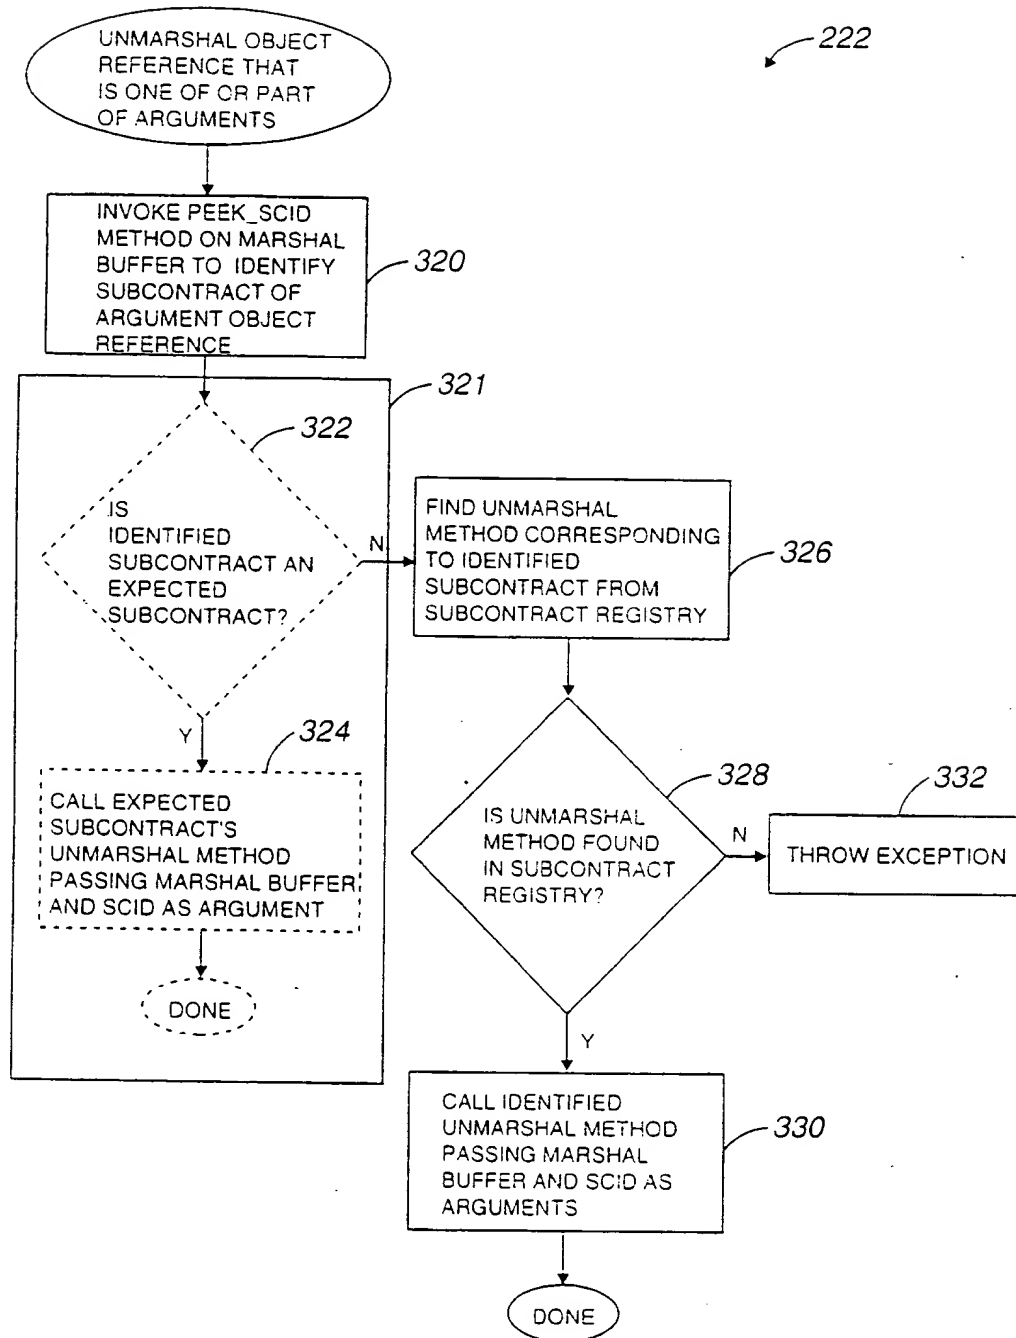 UNMARSHAL OBJECT
REFERENCE THAT
IS ONE OF OR PART
OF ARGUMENTS
222
INVOKE PEEK_SCID
METHOD ON MARSHAL
BUFFER TO IDENTIFY
SUBCONTRACT OF
ARGUMENT OBJECT
REFERENCE
320
321
322
IS
IDENTIFIED
SUBCONTRACT AN
EXPECTED
SUBCONTRACT?
N
FIND UNMARSHAL
METHOD CORRESPONDING
TO IDENTIFIED
SUBCONTRACT FROM
SUBCONTRACT REGISTRY
326
Y
324
CALL EXPECTED
SUBCONTRACT'S
UNMARSHAL METHOD
PASSING MARSHAL BUFFER
AND SCID AS ARGUMENT
DONE
328
IS UNMARSHAL
METHOD FOUND
IN SUBCONTRACT
REGISTRY?
N
332
THROW EXCEPTION
Y
CALL IDENTIFIED
UNMARSHAL METHOD
PASSING MARSHAL
BUFFER AND SCID AS
ARGUMENTS
330
DONE